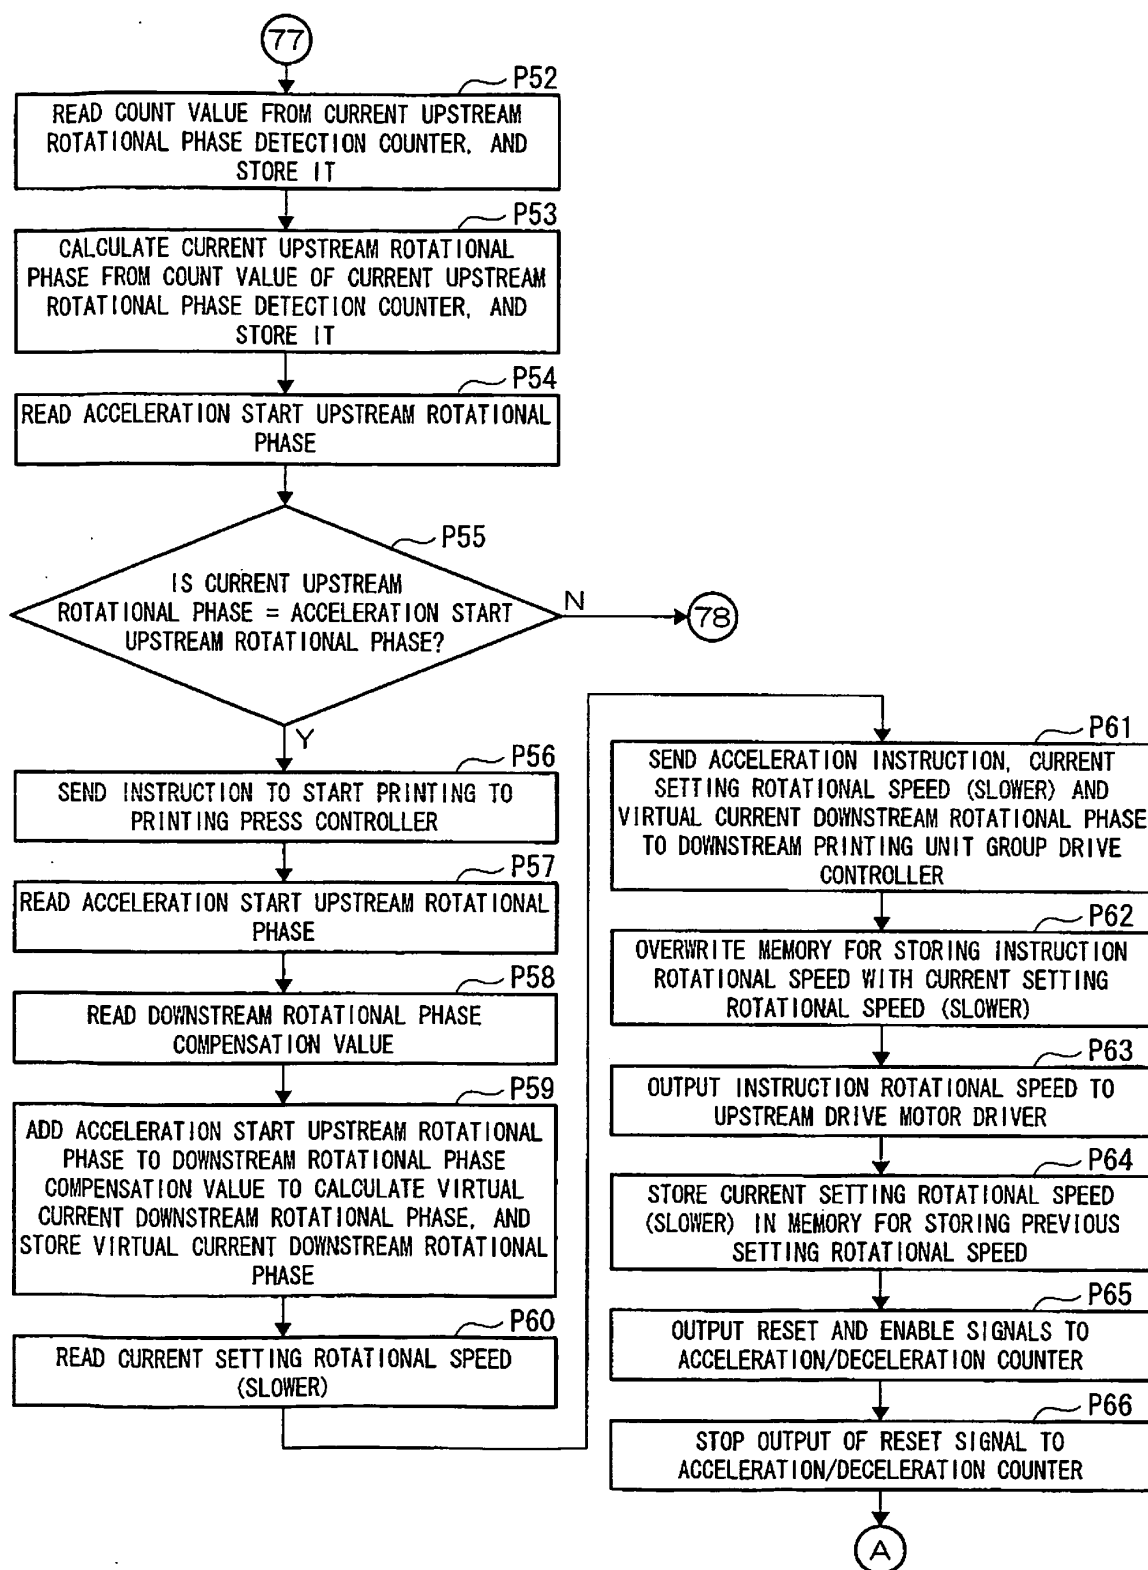 77
P52
READ COUNT VALUE FROM CURRENT UPSTREAM
ROTATIONAL PHASE DETECTION COUNTER, AND
STORE IT
P53
CALCULATE CURRENT UPSTREAM ROTATIONAL
PHASE FROM COUNT VALUE OF CURRENT UPSTREAM
ROTATIONAL PHASE DETECTION COUNTER, AND
STORE IT
P54
READ ACCELERATION START UPSTREAM ROTATIONAL
PHASE
P55
IS CURRENT UPSTREAM
ROTATIONAL PHASE = ACCELERATION START
UPSTREAM ROTATIONAL PHASE?
N
78
Y
P56
SEND INSTRUCTION TO START PRINTING TO
PRINTING PRESS CONTROLLER
P57
READ ACCELERATION START UPSTREAM ROTATIONAL
PHASE
P58
READ DOWNSTREAM ROTATIONAL PHASE
COMPENSATION VALUE
P59
ADD ACCELERATION START UPSTREAM ROTATIONAL
PHASE TO DOWNSTREAM ROTATIONAL PHASE
COMPENSATION VALUE TO CALCULATE VIRTUAL
CURRENT DOWNSTREAM ROTATIONAL PHASE, AND
STORE VIRTUAL CURRENT DOWNSTREAM ROTATIONAL
PHASE
P60
READ CURRENT SETTING ROTATIONAL SPEED
(SLOWER)
P61
SEND ACCELERATION INSTRUCTION, CURRENT
SETTING ROTATIONAL SPEED (SLOWER) AND
VIRTUAL CURRENT DOWNSTREAM ROTATIONAL PHASE
TO DOWNSTREAM PRINTING UNIT GROUP DRIVE
CONTROLLER
P62
OVERWRITE MEMORY FOR STORING INSTRUCTION
ROTATIONAL SPEED WITH CURRENT SETTING
ROTATIONAL SPEED (SLOWER)
P63
OUTPUT INSTRUCTION ROTATIONAL SPEED TO
UPSTREAM DRIVE MOTOR DRIVER
P64
STORE CURRENT SETTING ROTATIONAL SPEED
(SLOWER) IN MEMORY FOR STORING PREVIOUS
SETTING ROTATIONAL SPEED
P65
OUTPUT RESET AND ENABLE SIGNALS TO
ACCELERATION/DECELERATION COUNTER
P66
STOP OUTPUT OF RESET SIGNAL TO
ACCELERATION/DECELERATION COUNTER
A